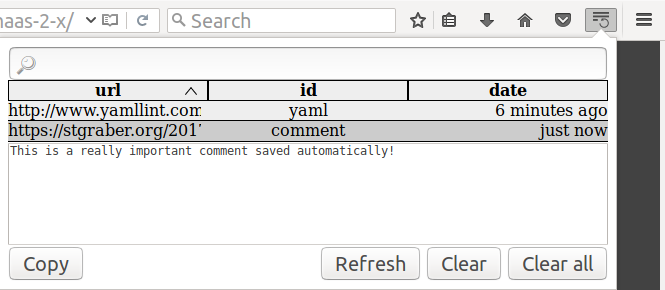 naas-2-x/ Search
url id date
http://www.yamllint.com yaml 6 minutes ago
https://stgraber.org/201 comment just now
This is a really important comment saved automatically!
Copy Refresh Clear Clear all